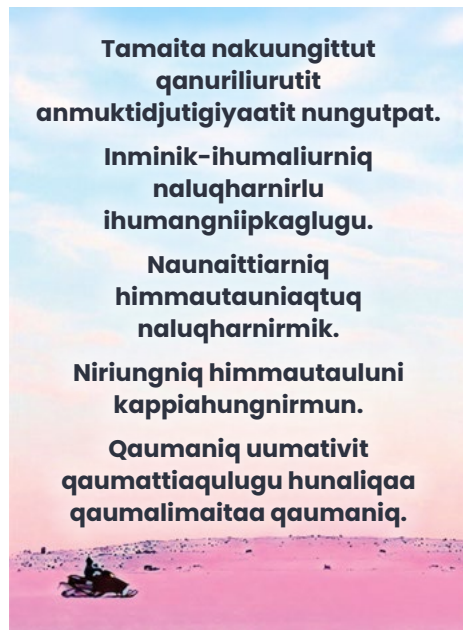 Tamaita nakuungittut
qanuriliurutit
anmuktidjutigiyaatit nungutpat.
Inminik-ihumaliurniq
naluqharnirlu
ihumangniipkaglugu.
Naunaittiarniq
himmautauniaqtuq
naluqharnirmik.
Niriungniq himmautauluni
kappiahungnirmun.
Qaumaniq uumativit
qaumattiaqulugu hunaliqaa
qaumalimaitaa qaumaniq.